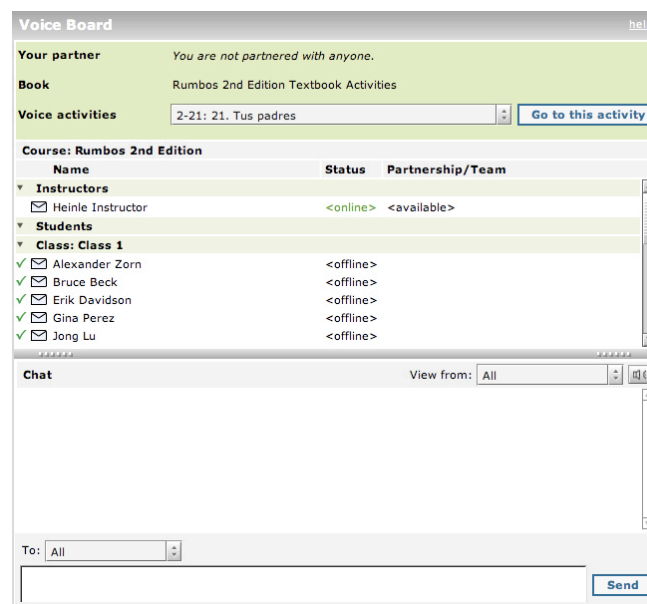 Voice Board hel
Your partner You are not partnered with anyone.
Book Rumbos 2nd Edition Textbook Activities
Voice activities 2-21: 21. Tus padres Go to this activity
Course: Rumbos 2nd Edition
Name Status Partnership/Team
Instructors
Heinle Instructor <online> <available>
Students
Class: Class 1
Alexander Zorn <offline>
Bruce Beck <offline>
Erik Davidson <offline>
Gina Perez <offline>
Jong Lu <offline>
Chat View from: All
To: All
Send